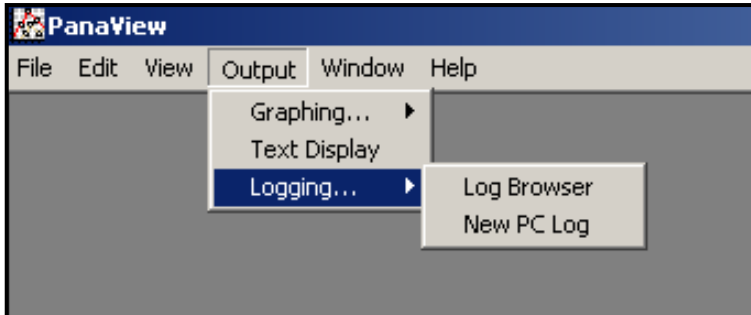 PanaView
File Edit View Output Window Help
Graphing...
Text Display
Logging...
Log Browser
New PC Log